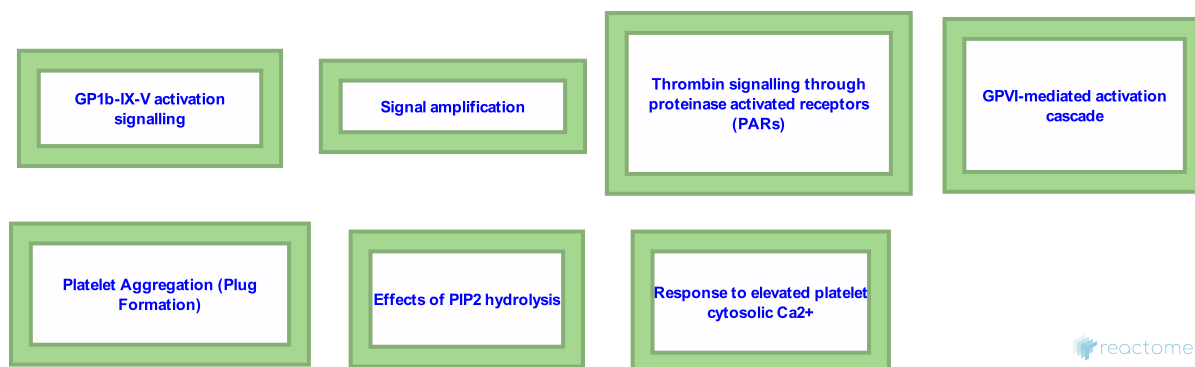 GP1b-IX-V activation
signalling
Signal amplification
Thrombin signalling through
proteinase activated receptors
(PARs)
GPVI-mediated activation
cascade
Platelet Aggregation (Plug
Formation)
Effects of PIP2 hydrolysis
Response to elevated platelet
cytosolic Ca2+
reactome